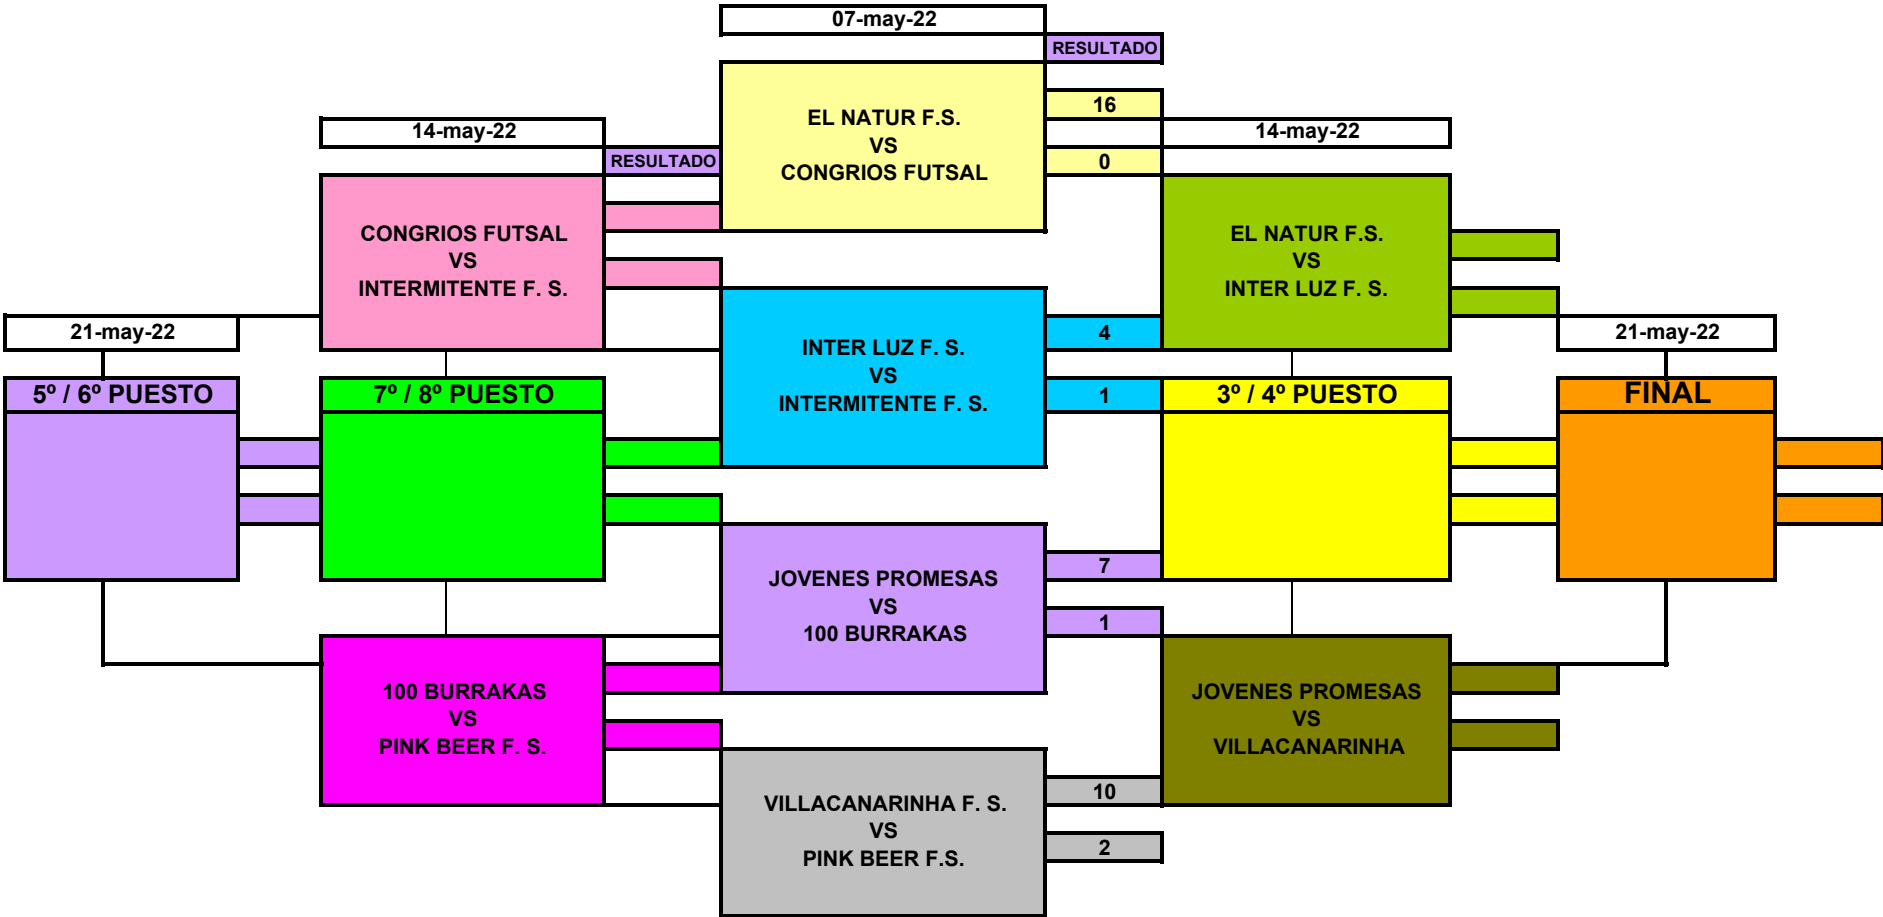 07-may-22
RESULTADO
EL NATUR F.S.
VS
CONGRIOS FUTSAL
16
0
14-may-22
RESULTADO
CONGRIOS FUTSAL
VS
INTERMITENTE F. S.
14-may-22
EL NATUR F.S.
VS
INTER LUZ F. S.
21-may-22
INTER LUZ F. S.
VS
INTERMITENTE F. S.
4
1
21-may-22
5º / 6º PUESTO
7º / 8º PUESTO
3º / 4º PUESTO
FINAL
JOVENES PROMESAS
VS
100 BURRAKAS
7
1
100 BURRAKAS
VS
PINK BEER F. S.
JOVENES PROMESAS
VS
VILLACANARINHA
VILLACANARINHA F. S.
VS
PINK BEER F.S.
10
2